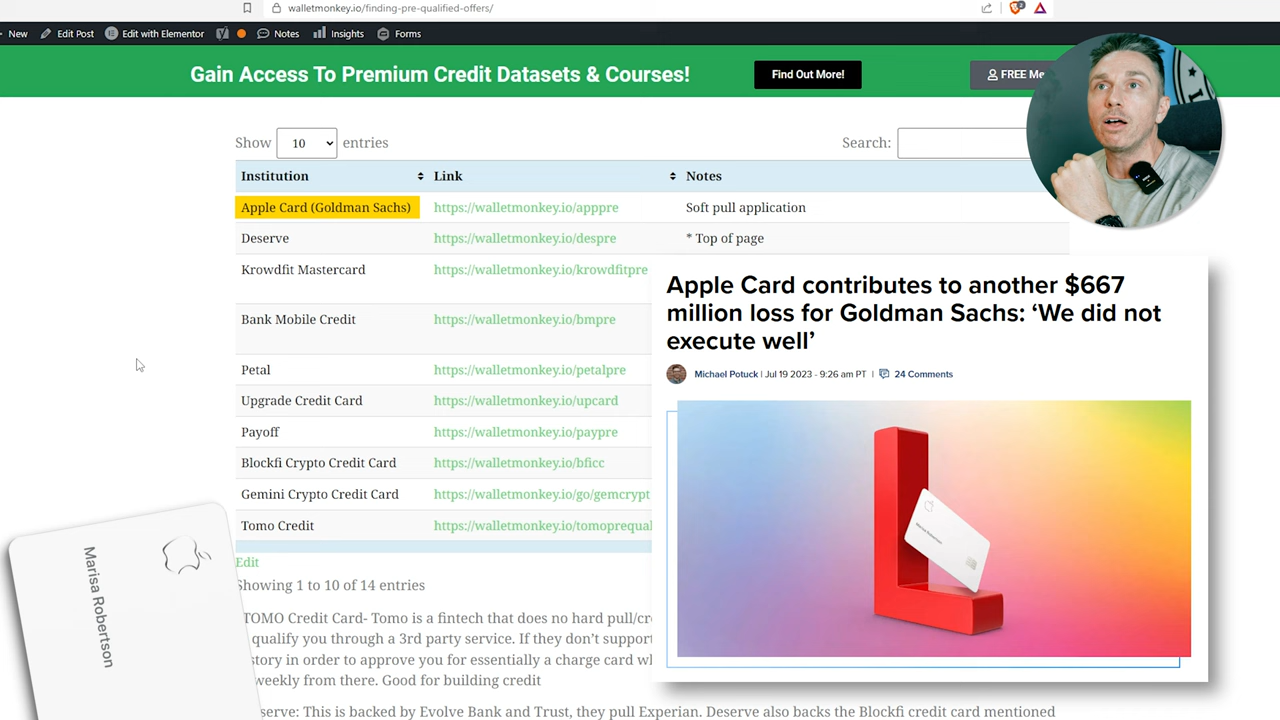 walletmonkey.io/finding-pre-qualified-offers/
New Edit Post Edit with Elementor Notes Insights Forms
Gain Access To Premium Credit Datasets & Courses!
Find Out More!
FREE Me
Show 10 entries
Search:
Institution Link Notes
Apple Card (Goldman Sachs) https://walletmonkey.io/apppre Soft pull application
Deserve https://walletmonkey.io/despre * Top of page
Krowdfit Mastercard https://walletmonkey.io/krowdfitpre
Bank Mobile Credit https://walletmonkey.io/bmpre
Petal https://walletmonkey.io/petalpre
Upgrade Credit Card https://walletmonkey.io/upcard
Payoff https://walletmonkey.io/paypre
Blockfi Crypto Credit Card https://walletmonkey.io/bficc
Gemini Crypto Credit Card https://walletmonkey.io/go/gemcrypt
Tomo Credit https://walletmonkey.io/tomoprequal
Edit
Showing 1 to 10 of 14 entries
TOMO Credit Card- Tomo is a fintech that does no hard pull/cre
qualify you through a 3rd party service. If they don’t support
story in order to approve you for essentially a charge card wh
weekly from there. Good for building credit
serve: This is backed by Evolve Bank and Trust, they pull Experian. Deserve also backs the Blockfi credit card mentioned
Apple Card contributes to another $667
million loss for Goldman Sachs: ‘We did not
execute well’
Michael Potuck | Jul 19 2023 - 9:26 am PT | 24 Comments
Marisa Robertson